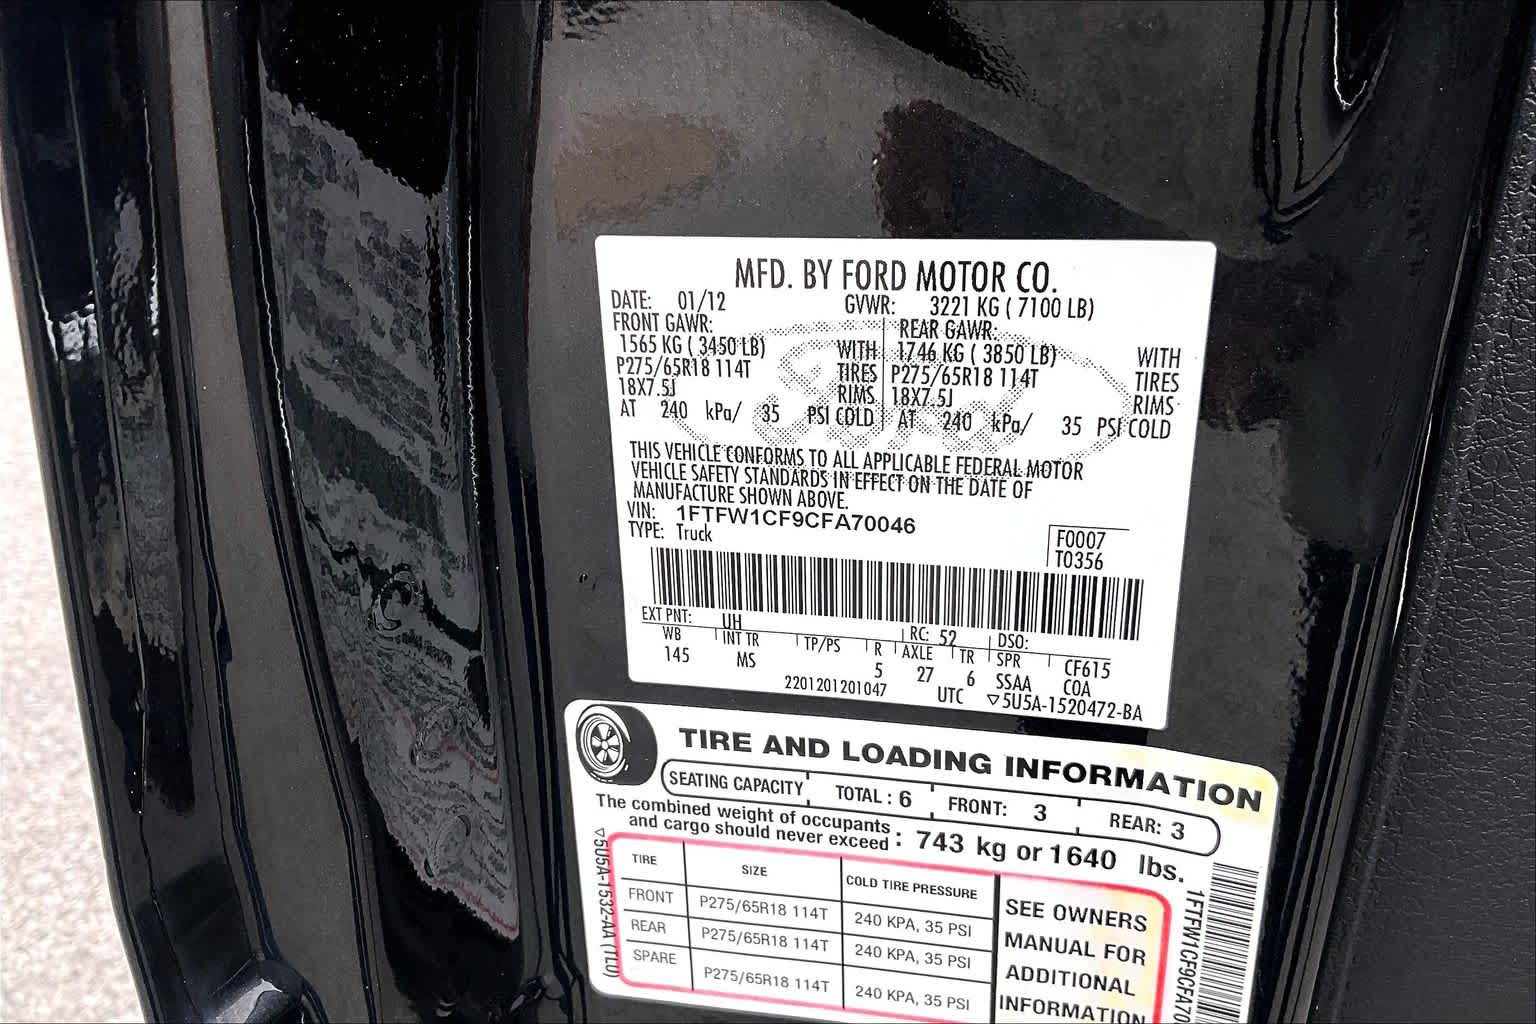 MFD. BY FORD MOTOR CO.
DATE: 01/12 GVWR: 3221 KG ( 7100 LB)
FRONT GAWR: REAR GAWR:
1565 KG ( 3450 LB) WITH 1746 KG ( 3850 LB) WITH
P275/65R18 114T TIRES P275/65R18 114T TIRES
18X7.5J RIMS 18X7.5J RIMS
AT 240 kPa/ 35 PSI COLD AT 240 kPa/ 35 PSI COLD
THIS VEHICLE CONFORMS TO ALL APPLICABLE FEDERAL MOTOR
VEHICLE SAFETY STANDARDS IN EFFECT ON THE DATE OF
MANUFACTURE SHOWN ABOVE.
VIN: 1FTFW1CF9CFA70046
TYPE: Truck
F0007
T0356
EXT PNT: UH RC: 52 DSO:
WB INT TR TP/PS R AXLE TR SPR CF615
145 MS 5 27 6 SSAA COA
2201201201047 UTC ▽5U5A-1520472-BA
Ford
TIRE AND LOADING INFORMATION
SEATING CAPACITY TOTAL : 6 FRONT: 3 REAR: 3
The combined weight of occupants
and cargo should never exceed : 743 kg or 1640 lbs.
TIRE SIZE COLD TIRE PRESSURE
FRONT P275/65R18 114T 240 KPA, 35 PSI
REAR P275/65R18 114T 240 KPA, 35 PSI
SPARE P275/65R18 114T 240 KPA, 35 PSI
SEE OWNERS
MANUAL FOR
ADDITIONAL
INFORMATION
▽5U5A-1532-AA (TLU)
1FTFW1CF9CFA70